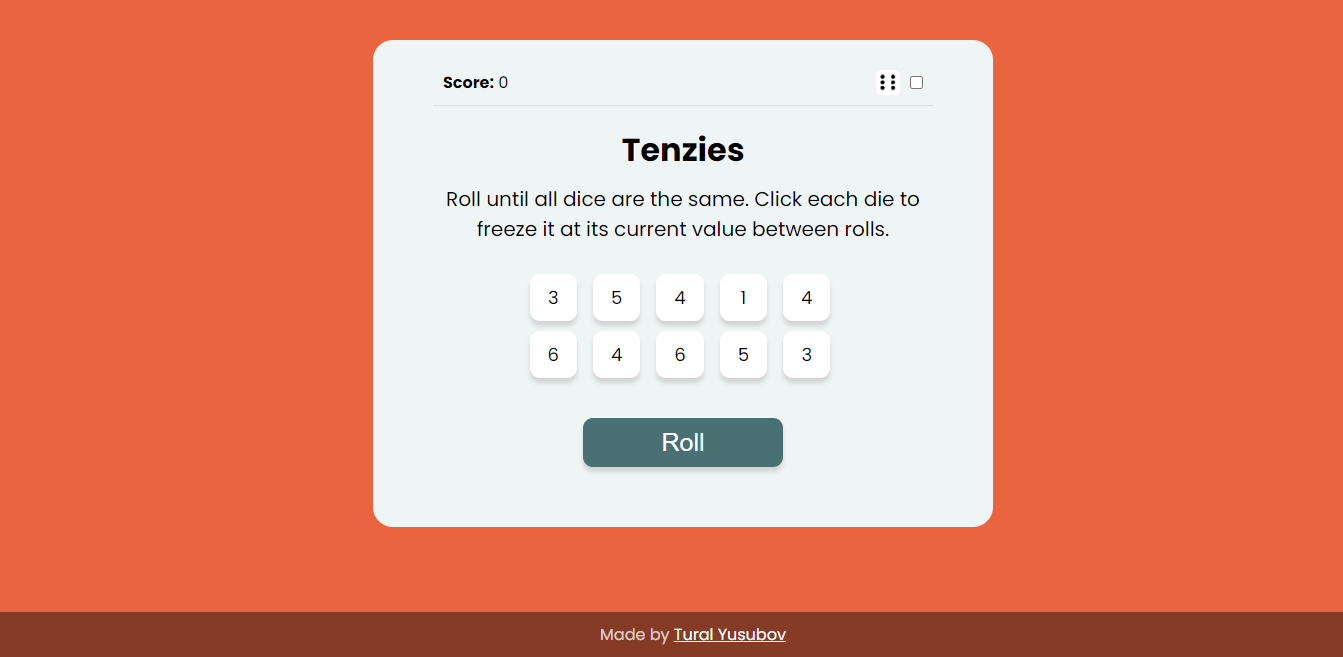 Score: 0
Tenzies
Roll until all dice are the same. Click each die to
freeze it at its current value between rolls.
3 5 4 1 4
6 4 6 5 3
Roll
Made by Tural Yusubov